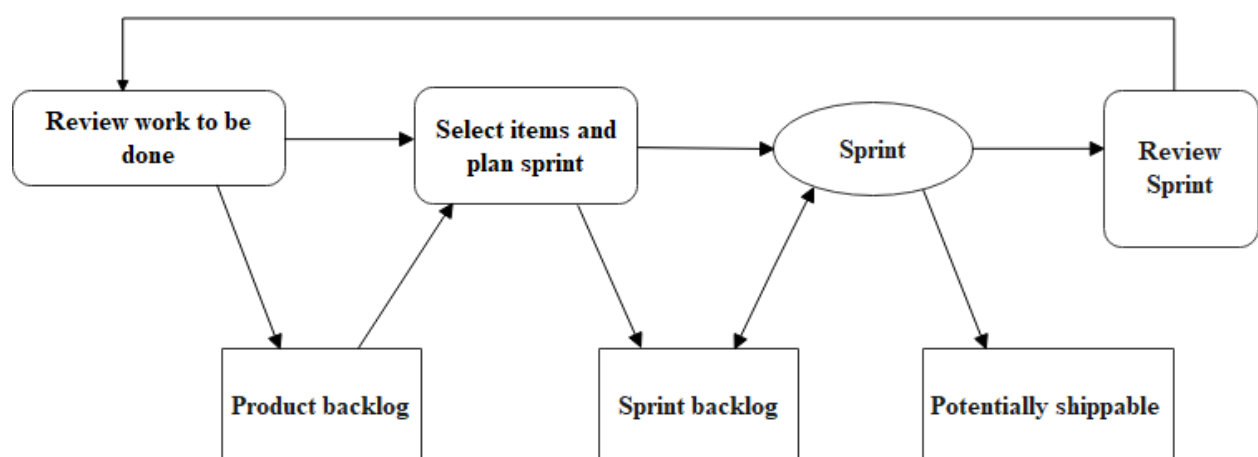 Review work to be
done
Select items and
plan sprint
Sprint
Review
Sprint
Product backlog
Sprint backlog
Potentially shippable